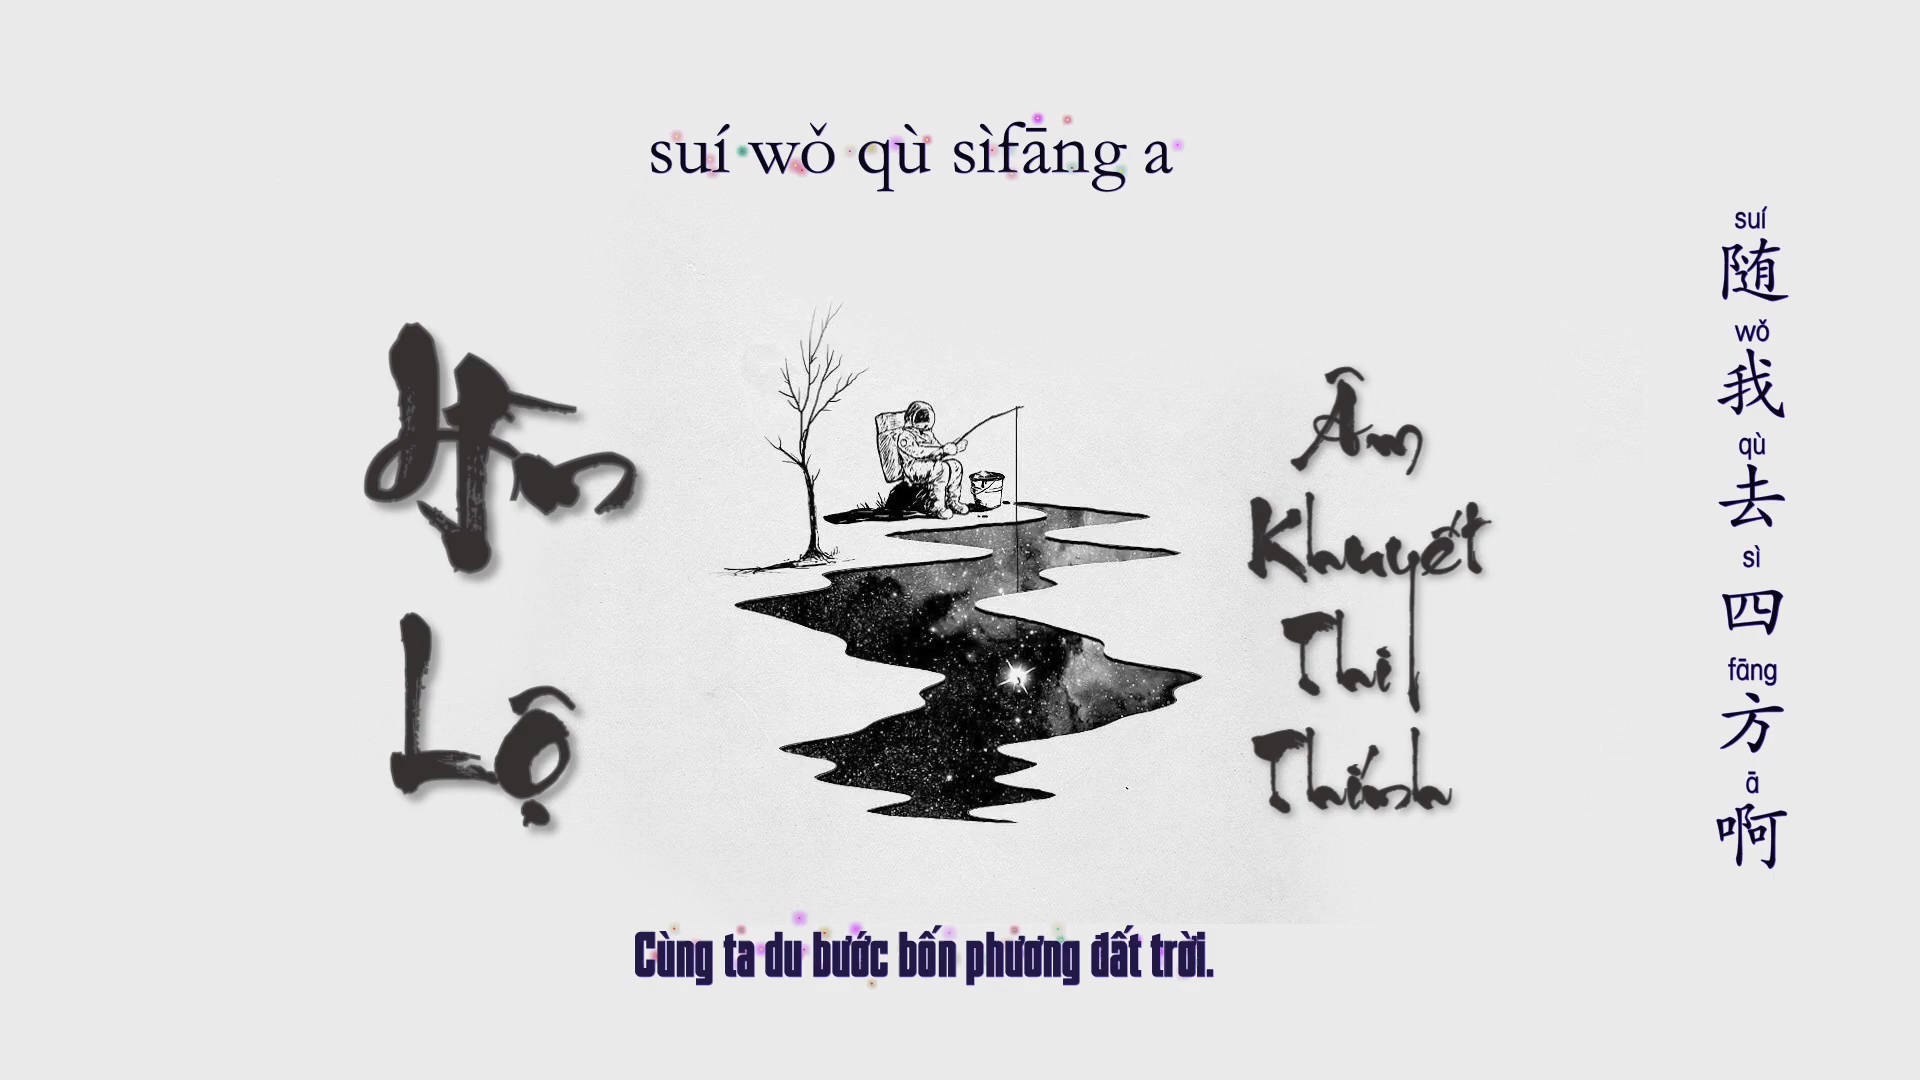 suí wǒ qù sìfāng a
Hn
Lộ
Âm
Khuyết
Thi
Thính
suí
随
wǒ
我
qù
去
sì
四
fāng
方
ā
啊
Cùng ta du bước bốn phương đất trời.